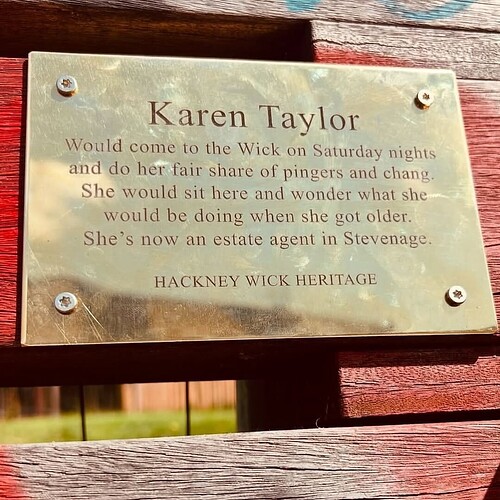 Karen Taylor
Would come to the Wick on Saturday nights
and do her fair share of pingers and chang.
She would sit here and wonder what she
would be doing when she got older.
She's now an estate agent in Stevenage.
HACKNEY WICK HERITAGE